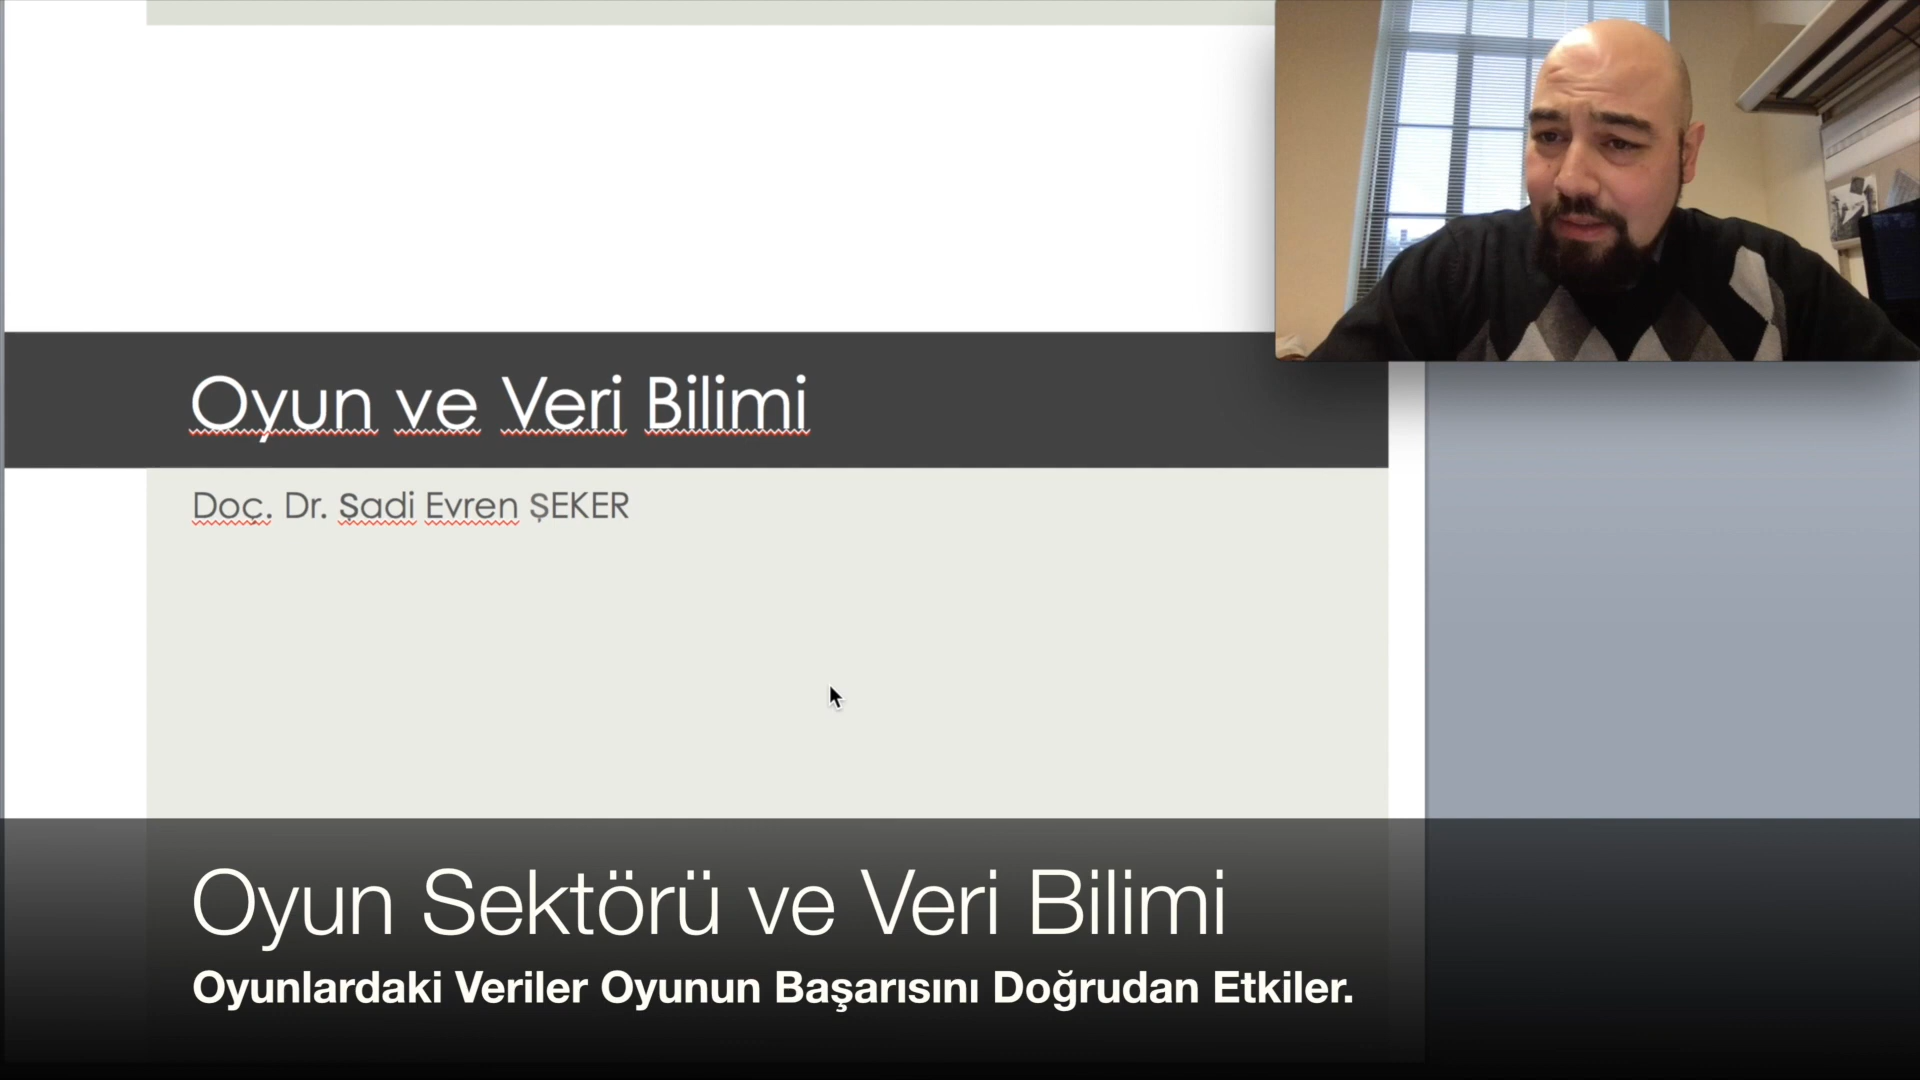 Oyun ve Veri Bilimi
Doç. Dr. Şadi Evren ŞEKER
Oyun Sektörü ve Veri Bilimi
Oyunlardaki Veriler Oyunun Başarısını Doğrudan Etkiler.